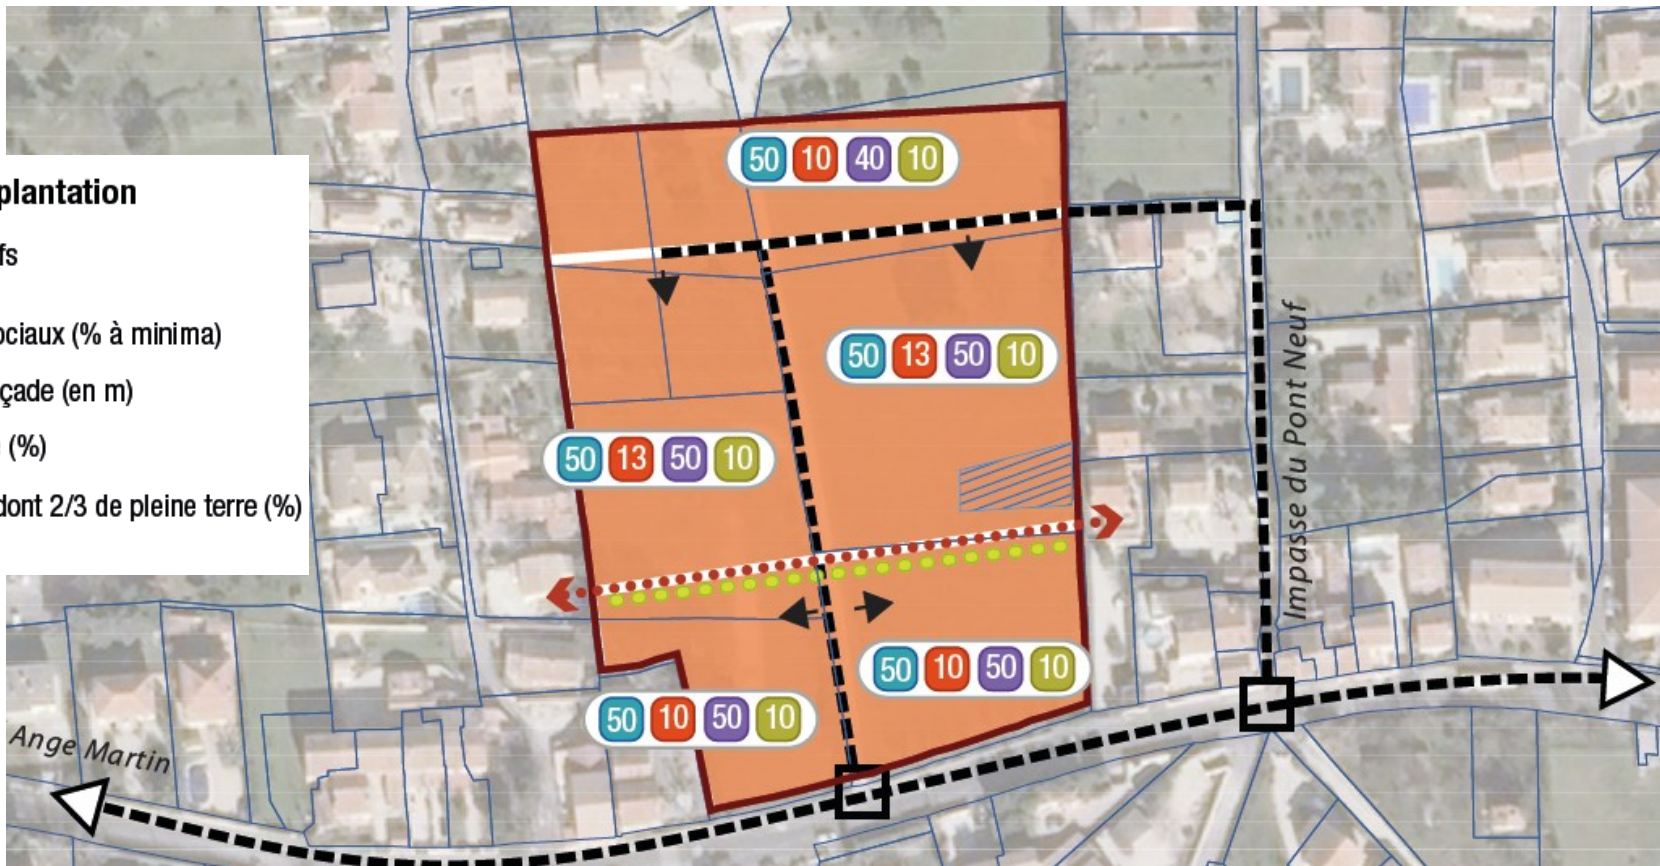 50 10 40 10
plantation
fs
ociaux (% à minima)
çade (en m)
(%)
dont 2/3 de pleine terre (%)
50 13 50 10
50 13 50 10
Impasse du Pont Neuf
50 10 50 10
50 10 50 10
Ange Martin